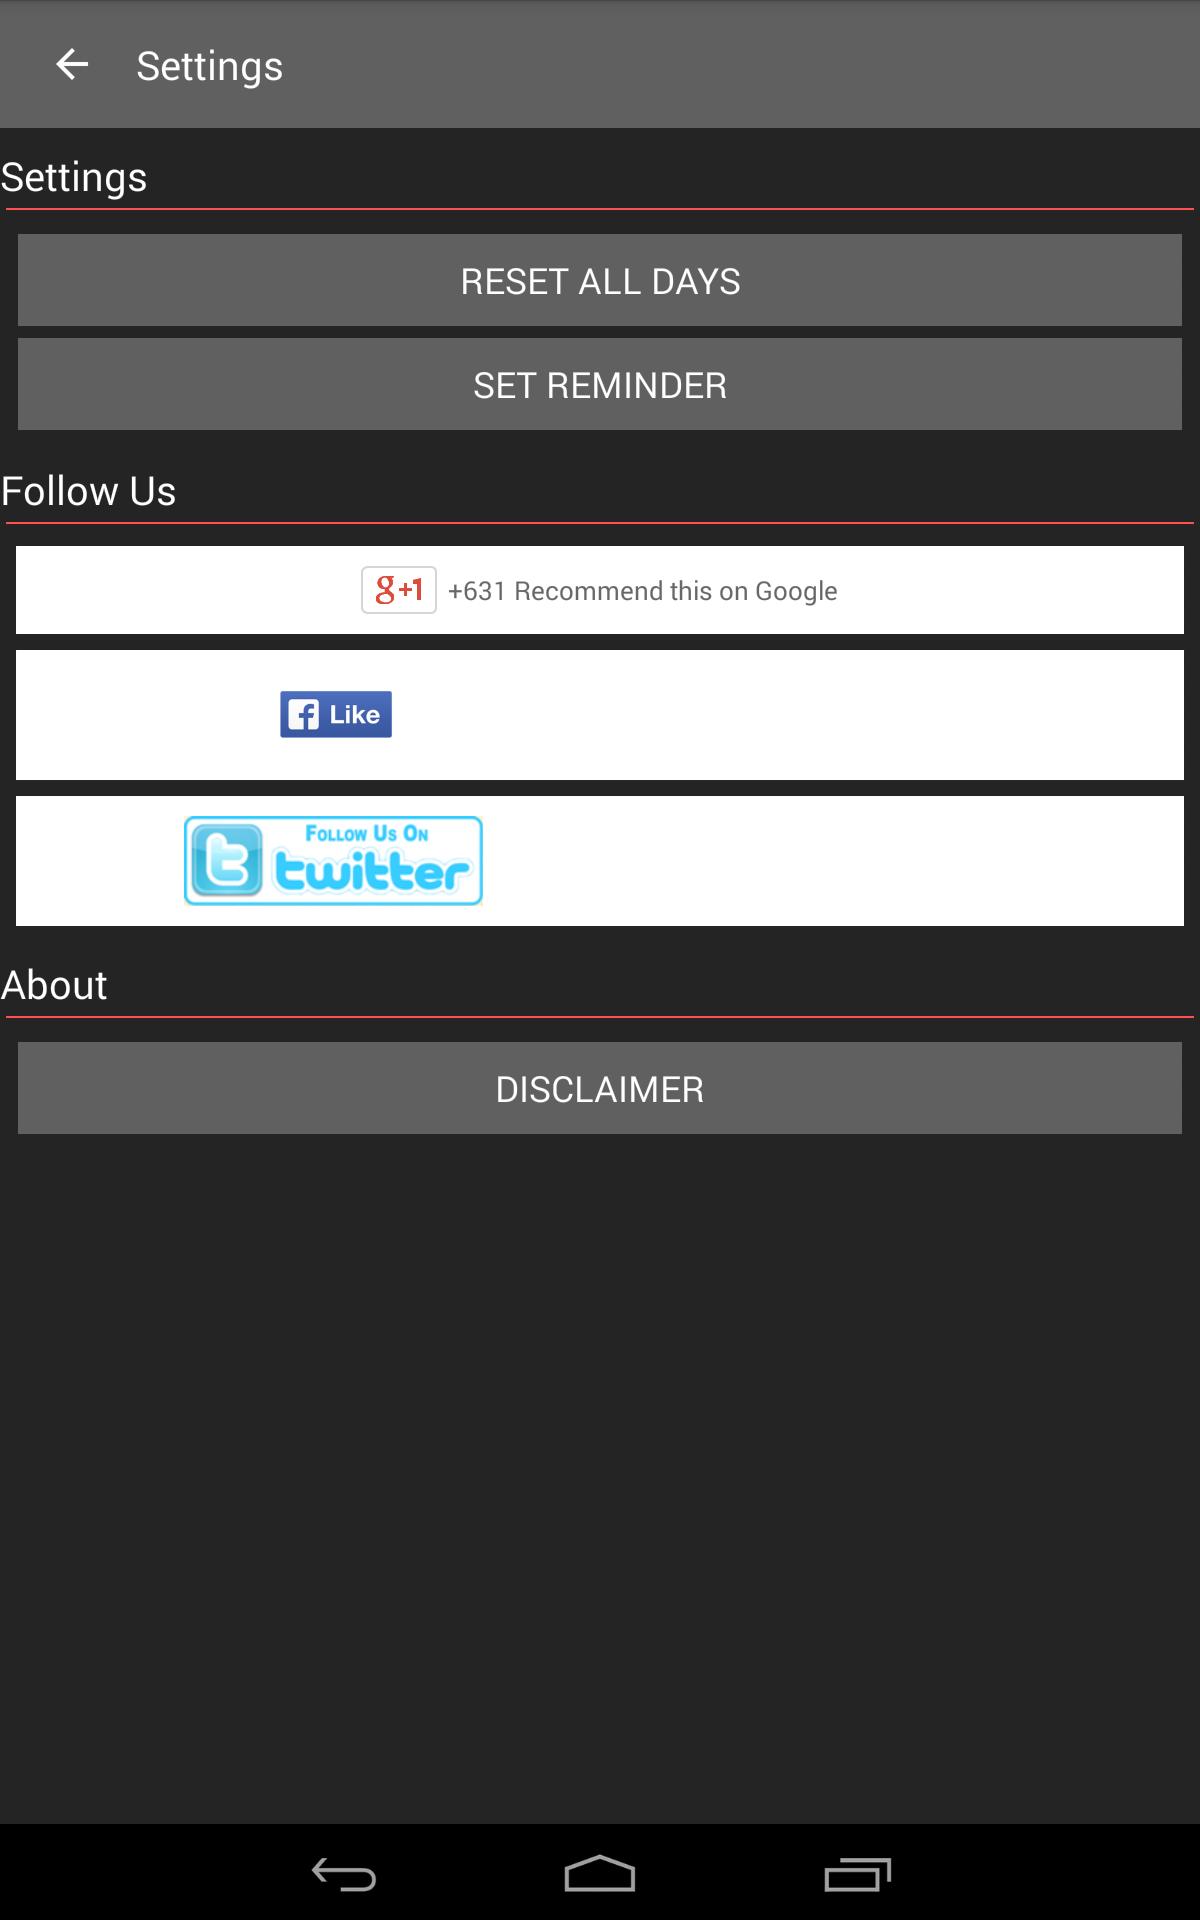 Settings
Settings
RESET ALL DAYS
SET REMINDER
Follow Us
g+1 +631 Recommend this on Google
f Like
t FOLLOW US ON
twitter
About
DISCLAIMER